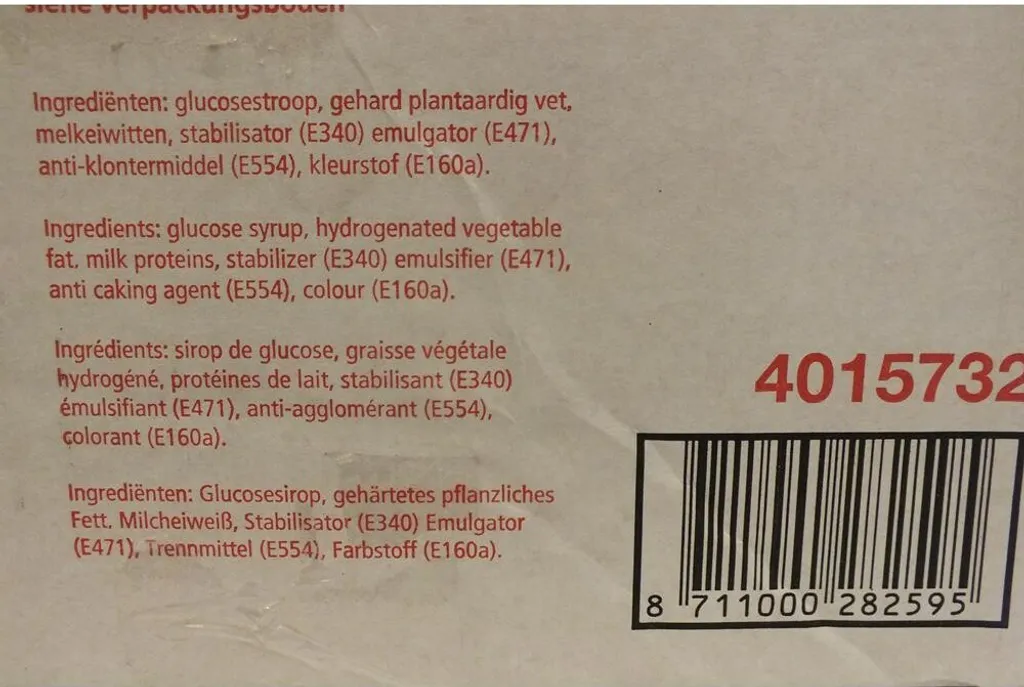 siehe Verpackungsboden
Ingrediënten: glucosestroop, gehard plantaardig vet,
melkeiwitten, stabilisator (E340) emulgator (E471),
anti-klontermiddel (E554), kleurstof (E160a).
Ingredients: glucose syrup, hydrogenated vegetable
fat, milk proteins, stabilizer (E340) emulsifier (E471),
anti caking agent (E554), colour (E160a).
Ingrédients: sirop de glucose, graisse végétale
hydrogéné, protéines de lait, stabilisant (E340)
émulsifiant (E471), anti-agglomérant (E554),
colorant (E160a).
Ingrediënten: Glucosesirop, gehärtetes pflanzliches
Fett, Milcheiweiß, Stabilisator (E340) Emulgator
(E471), Trennmittel (E554), Farbstoff (E160a).
4015732
8 711000 282595